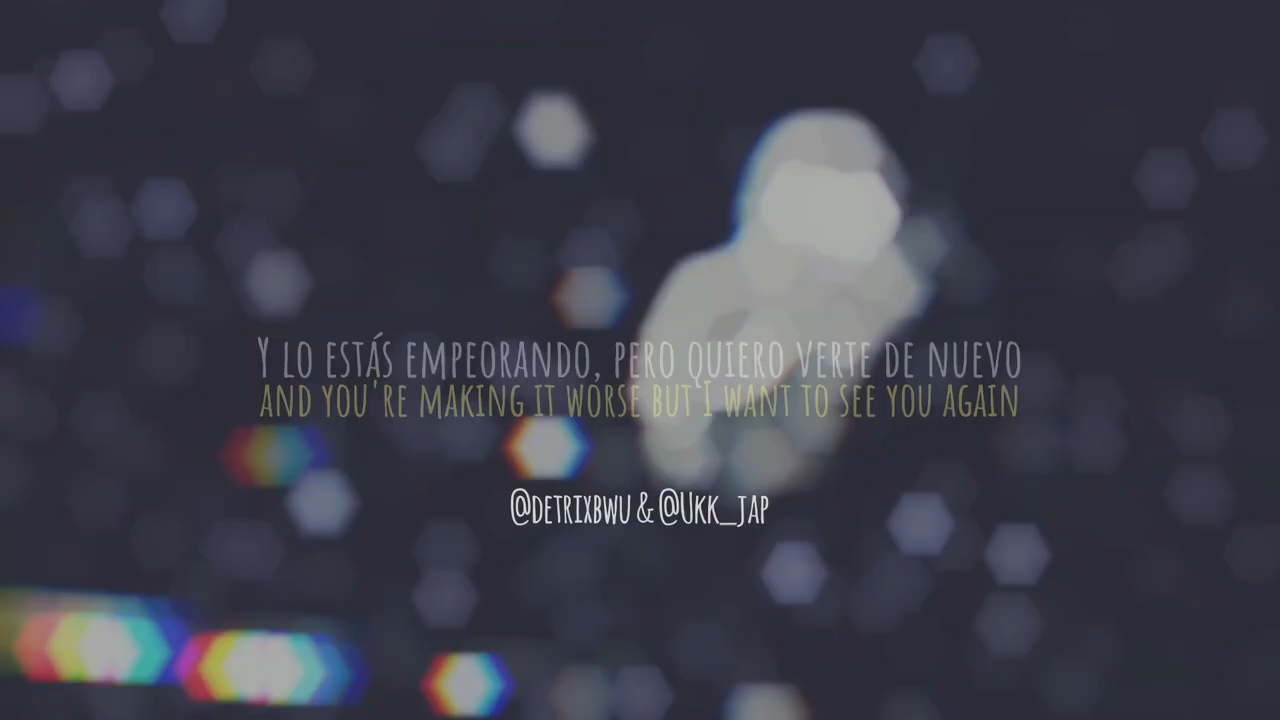 Y lo estás empeorando, pero quiero verte de nuevo
and you're making it worse but I want to see you again
@detrixbwu & @Ukk_jap